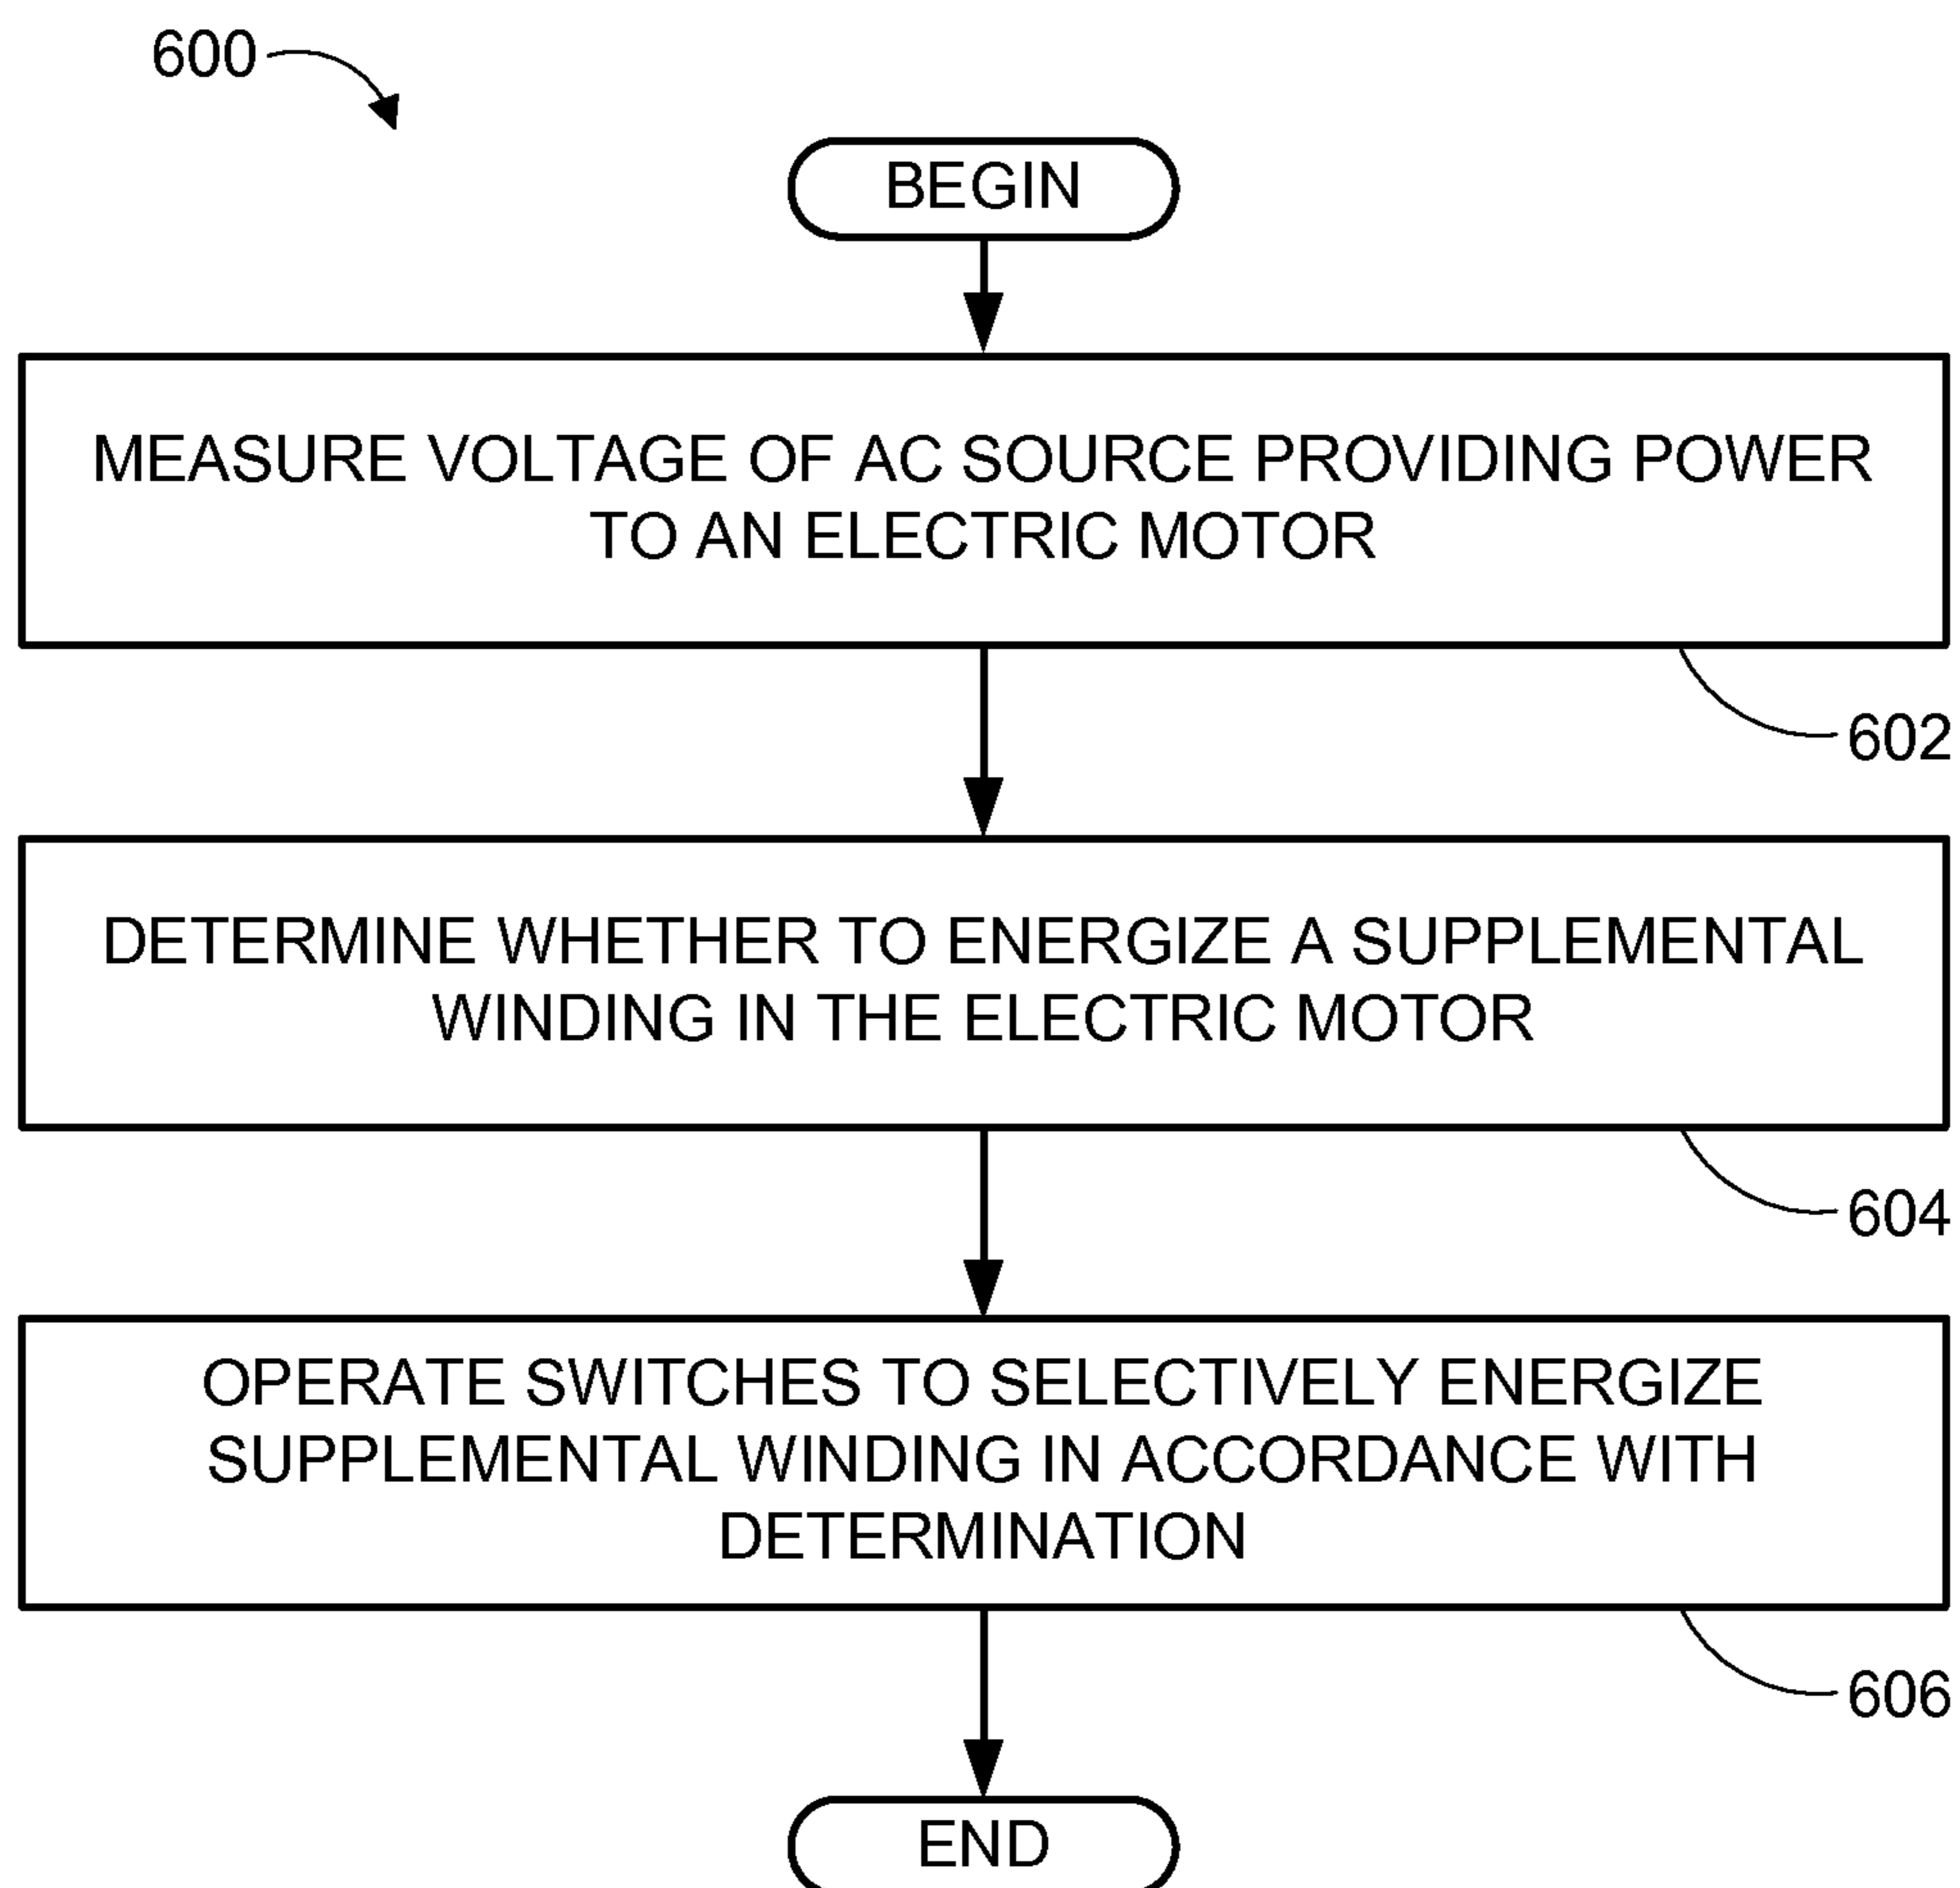 600
BEGIN
MEASURE VOLTAGE OF AC SOURCE PROVIDING POWER
TO AN ELECTRIC MOTOR
602
DETERMINE WHETHER TO ENERGIZE A SUPPLEMENTAL
WINDING IN THE ELECTRIC MOTOR
604
OPERATE SWITCHES TO SELECTIVELY ENERGIZE
SUPPLEMENTAL WINDING IN ACCORDANCE WITH
DETERMINATION
606
END